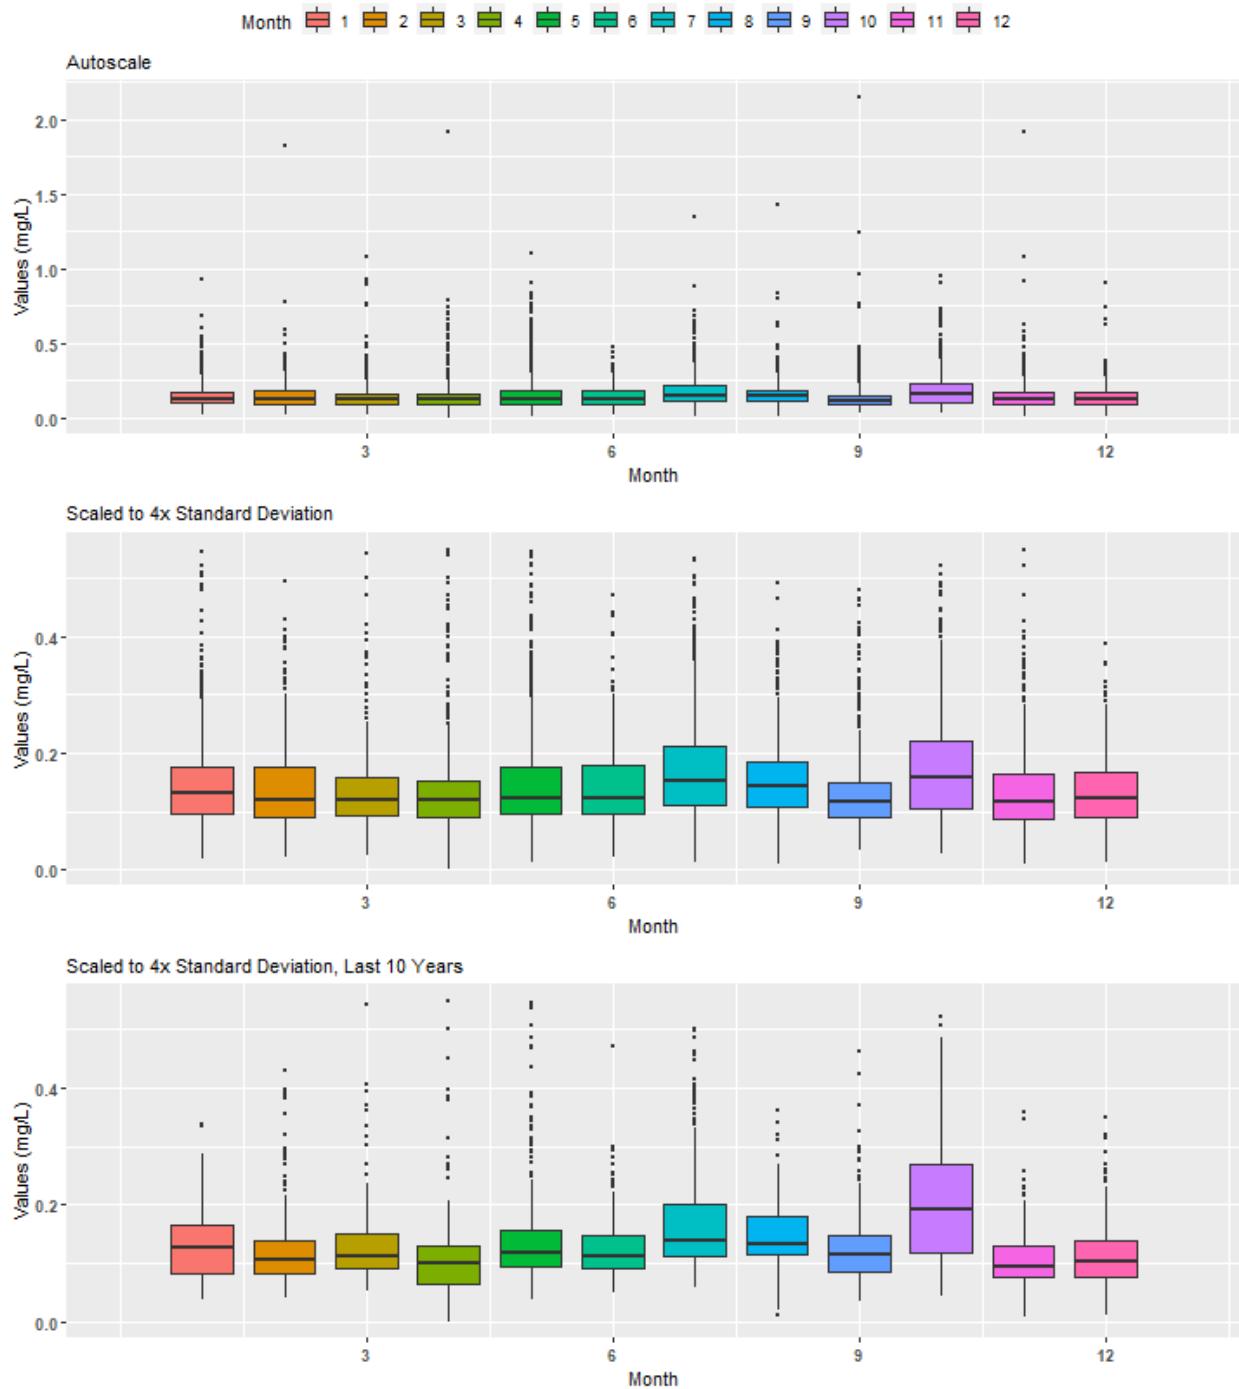 Month 1 2 3 4 5 6 7 8 9 10 11 12
Autoscale
Values (mg/L)
2.0
1.5
1.0
0.5
0.0
3 6 9 12
Month
Scaled to 4x Standard Deviation
Values (mg/L)
0.4
0.2
0.0
3 6 9 12
Month
Scaled to 4x Standard Deviation, Last 10 Years
Values (mg/L)
0.4
0.2
0.0
3 6 9 12
Month